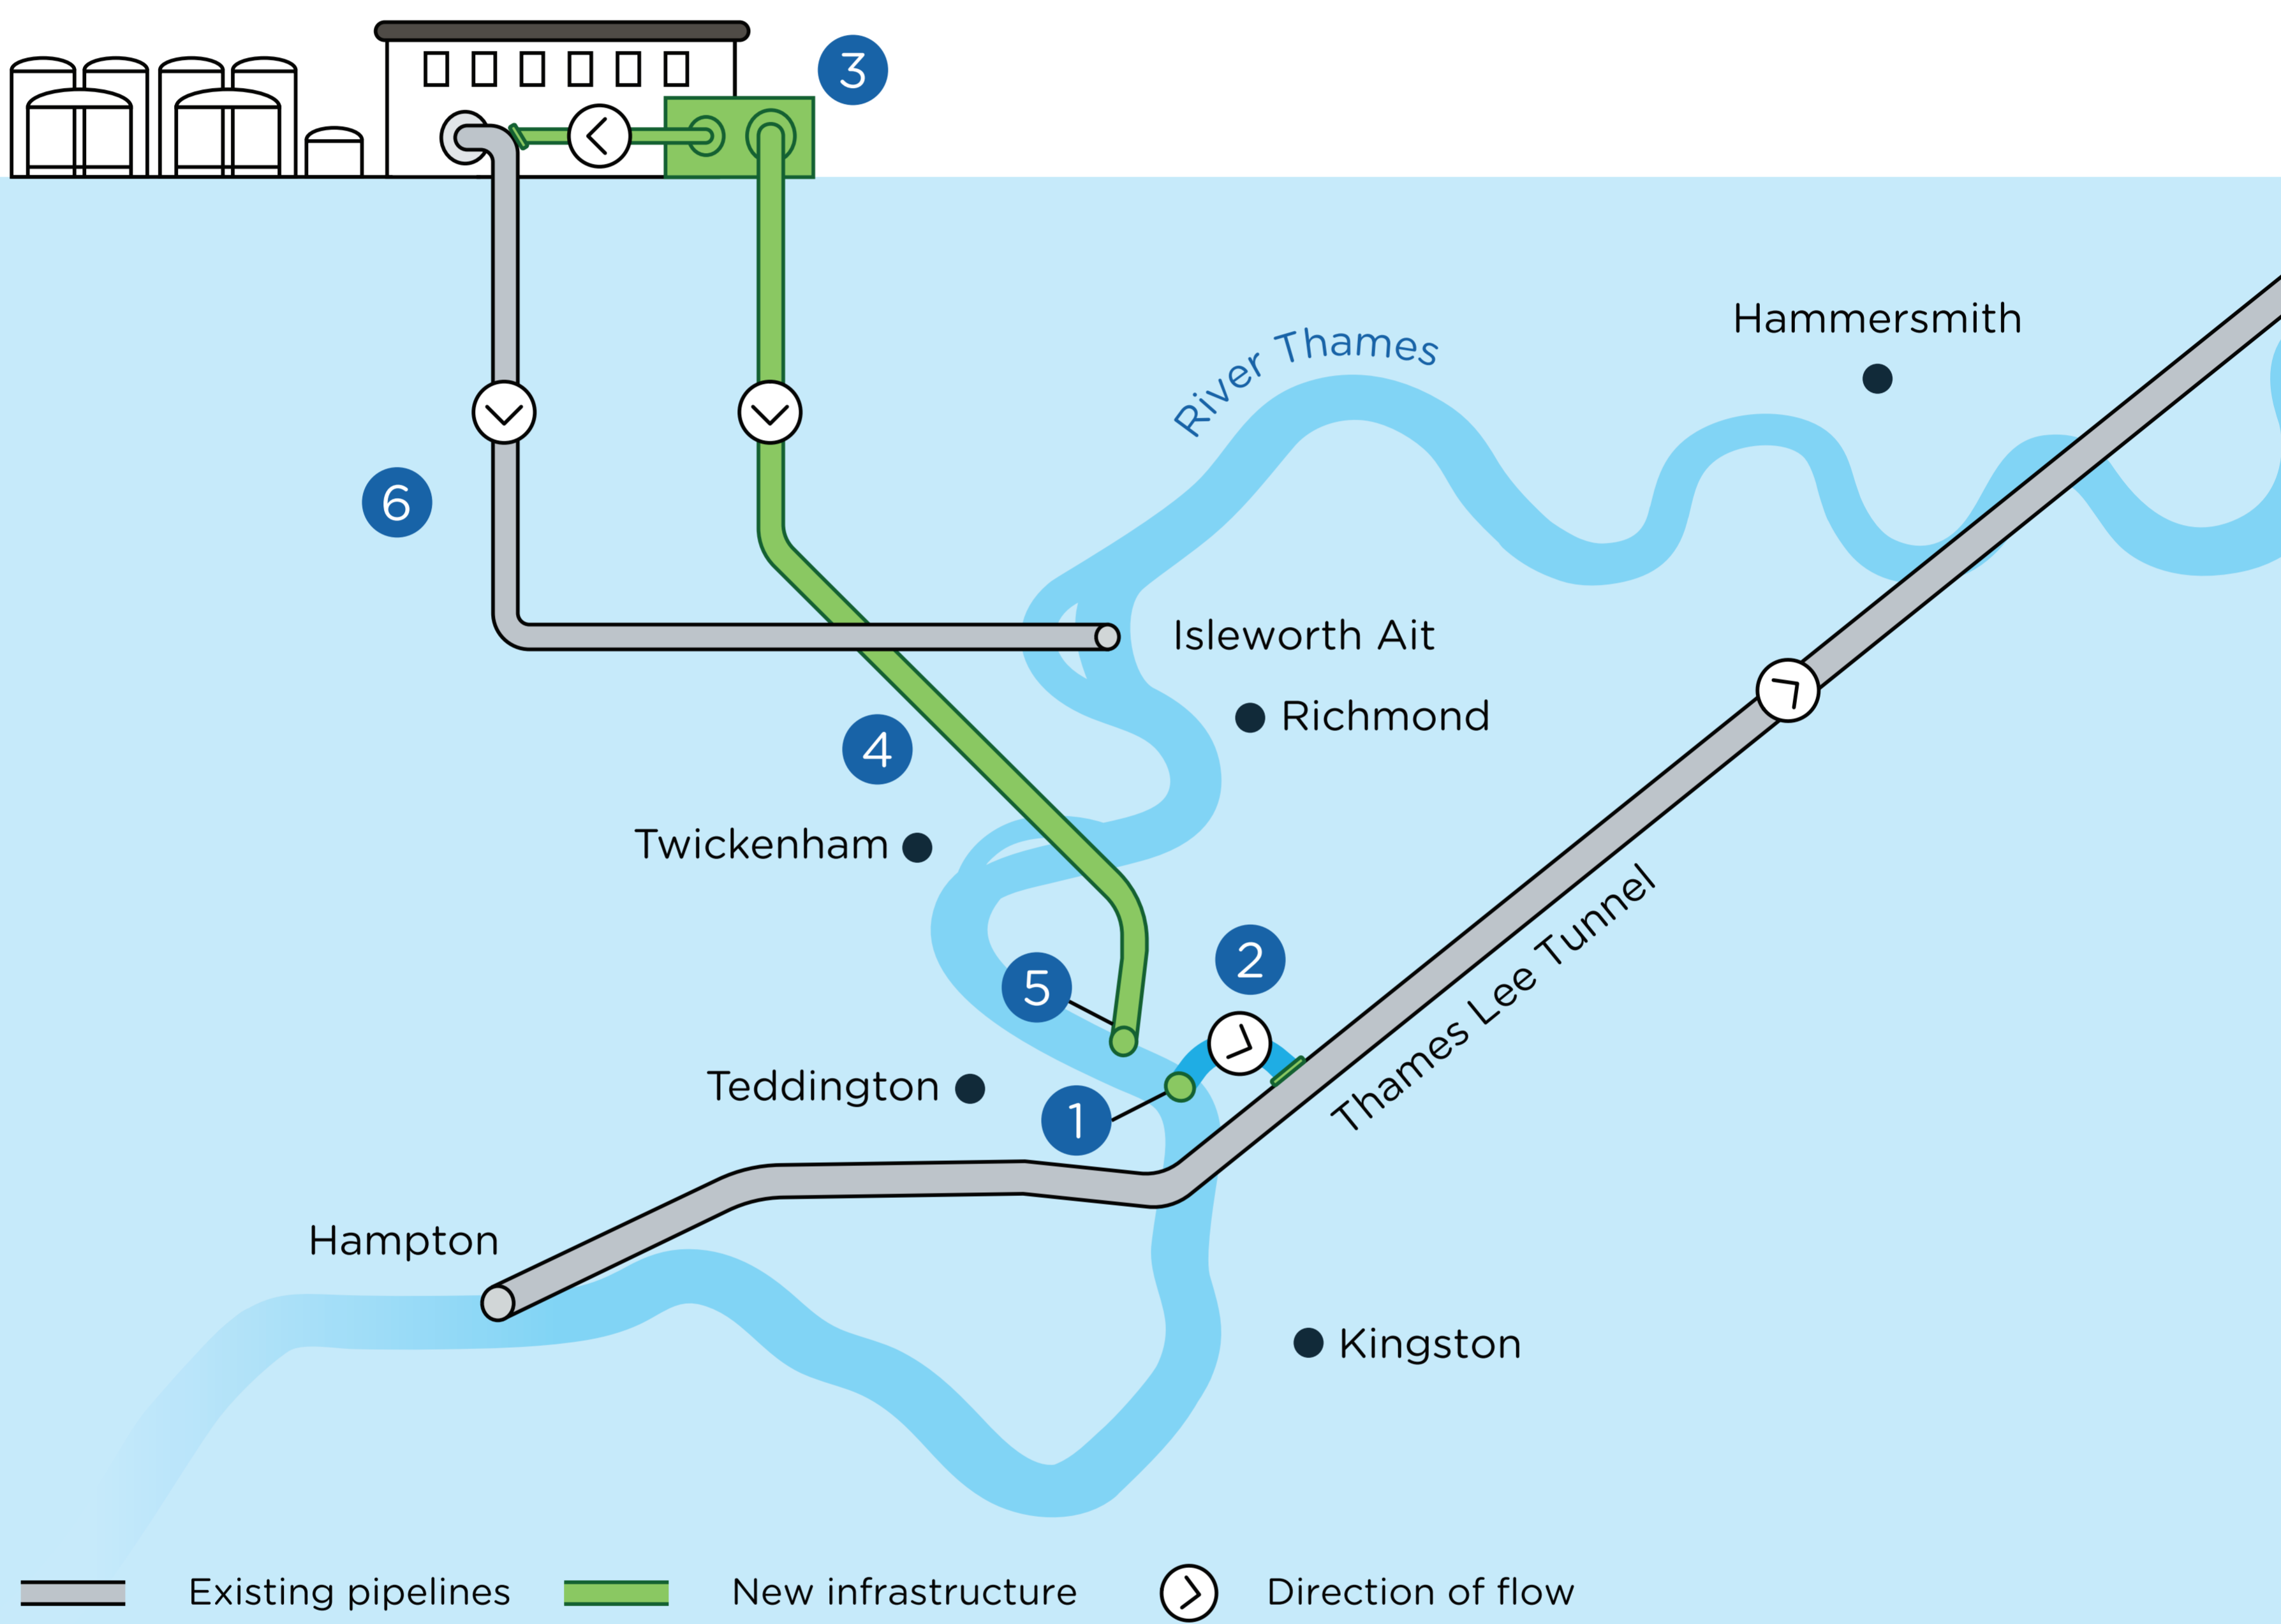 3
Hammersmith
River Thames
6
Isleworth Ait
Richmond
4
Twickenham
2
5
Thames Lee Tunnel
Teddington
1
Hampton
Kingston
Existing pipelines
New infrastructure
Direction of flow